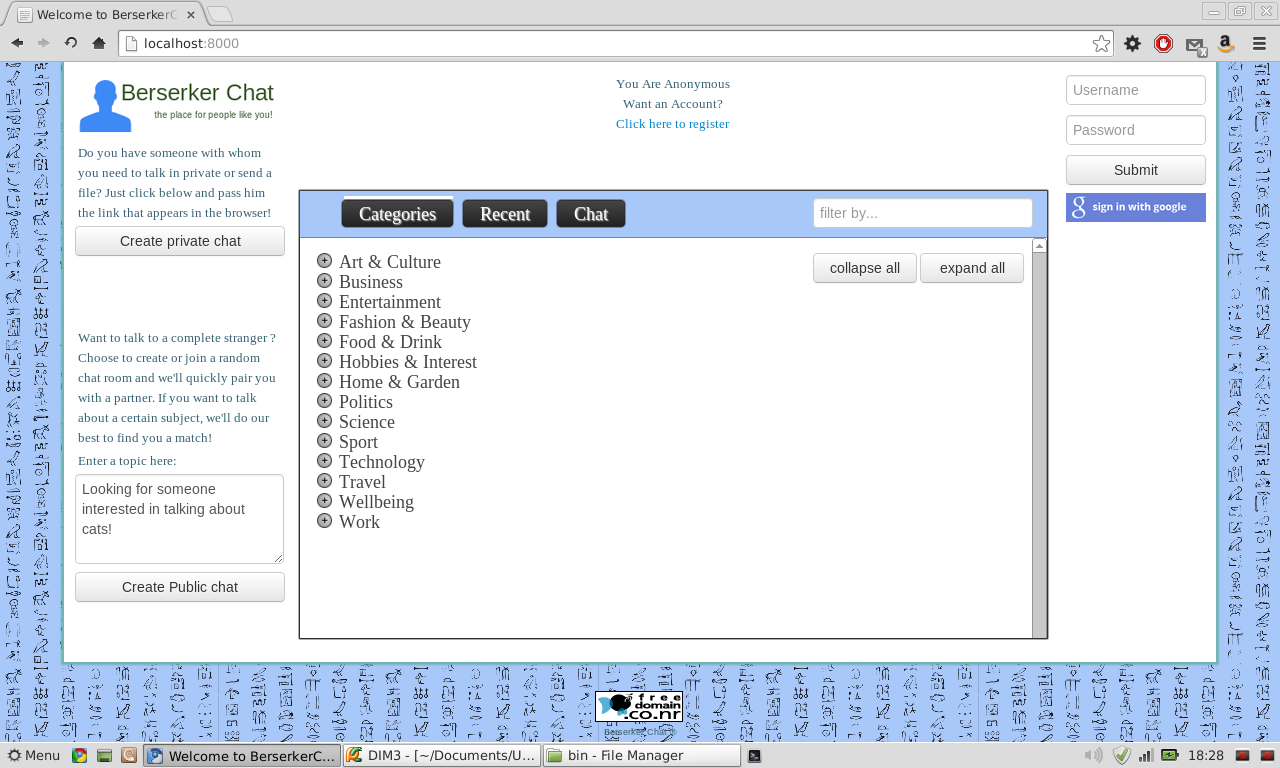 Welcome to BerserkerC
localhost:8000
Berserker Chat
the place for people like you!
Do you have someone with whom
you need to talk in private or send a
file? Just click below and pass him
the link that appears in the browser!
Create private chat
Want to talk to a complete stranger ?
Choose to create or join a random
chat room and we'll quickly pair you
with a partner. If you want to talk
about a certain subject, we'll do our
best to find you a match!
Enter a topic here:
Looking for someone
interested in talking about
cats!
Create Public chat
You Are Anonymous
Want an Account?
Click here to register
Categories Recent Chat filter by...
collapse all expand all
Art & Culture
Business
Entertainment
Fashion & Beauty
Food & Drink
Hobbies & Interest
Home & Garden
Politics
Science
Sport
Technology
Travel
Wellbeing
Work
Username
Password
Submit
g sign in with google
free
domain
.co.nr
Berserker Chat ©
Menu Welcome to BerserkerC... DIM3 - [~/Documents/U... bin - File Manager 18:28